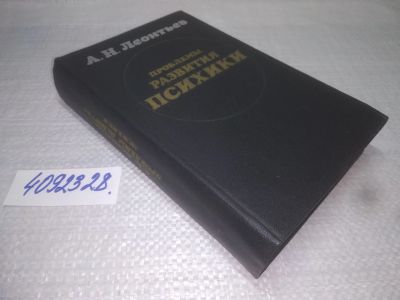 А. Н. Леонтьев
ПРОБЛЕМЫ
РАЗВИТИЯ
ПСИХИКИ
4092328.